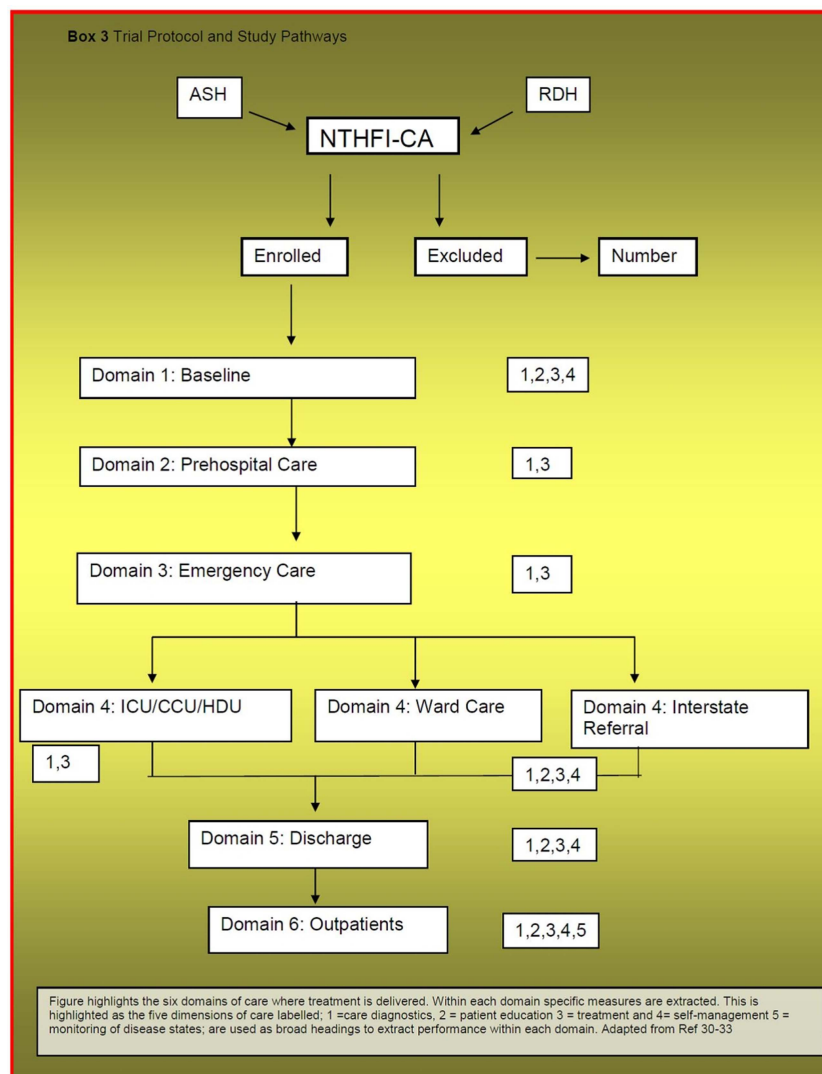 Box 3 Trial Protocol and Study Pathways
ASH
RDH
NTHFI-CA
Enrolled
Excluded
Number
Domain 1: Baseline
1,2,3,4
Domain 2: Prehospital Care
1,3
Domain 3: Emergency Care
1,3
Domain 4: ICU/CCU/HDU
Domain 4: Ward Care
Domain 4: Interstate
Referral
1,3
1,2,3,4
Domain 5: Discharge
1,2,3,4
Domain 6: Outpatients
1,2,3,4,5
Figure highlights the six domains of care where treatment is delivered. Within each domain specific measures are extracted. This is
highlighted as the five dimensions of care labelled; 1 =care diagnostics, 2 = patient education 3 = treatment and 4= self-management 5 =
monitoring of disease states; are used as broad headings to extract performance within each domain. Adapted from Ref 30-33